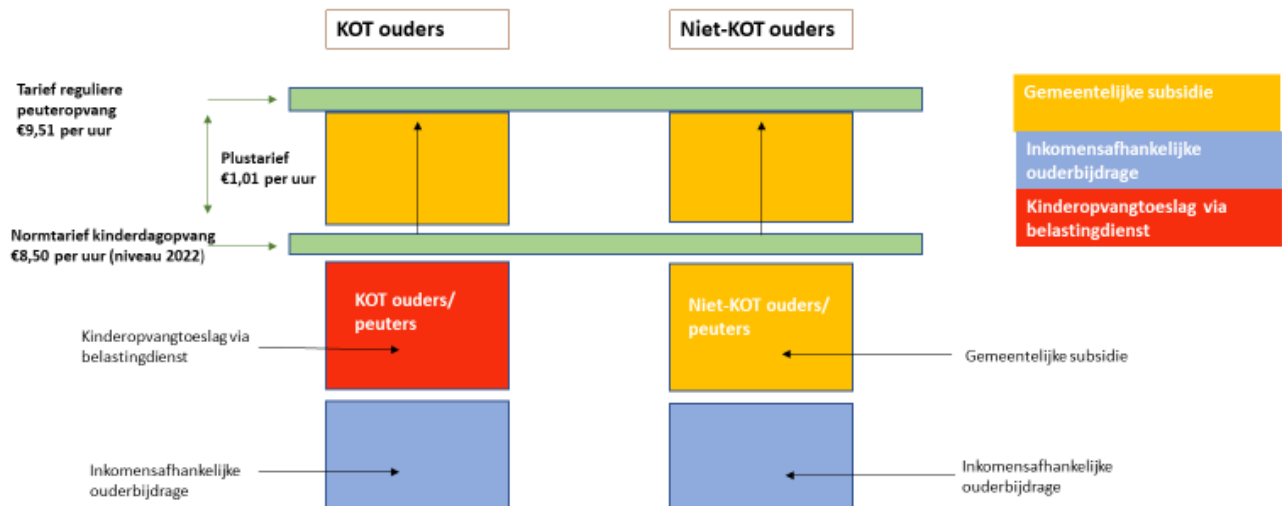 KOT ouders
Niet-KOT ouders
Tarief reguliere
peuteropvang
€9,51 per uur
Plustarief
€1,01 per uur
Normtarief kinderdagopvang
€8,50 per uur (niveau 2022)
Gemeentelijke subsidie
Inkomensafhankelijke
ouderbijdrage
Kinderopvangtoeslag via
belastingdienst
KOT ouders/
peuters
Niet-KOT ouders/
peuters
Kinderopvangtoeslag via
belastingdienst
Gemeentelijke subsidie
Inkomensafhankelijke
ouderbijdrage
Inkomensafhankelijke
ouderbijdrage